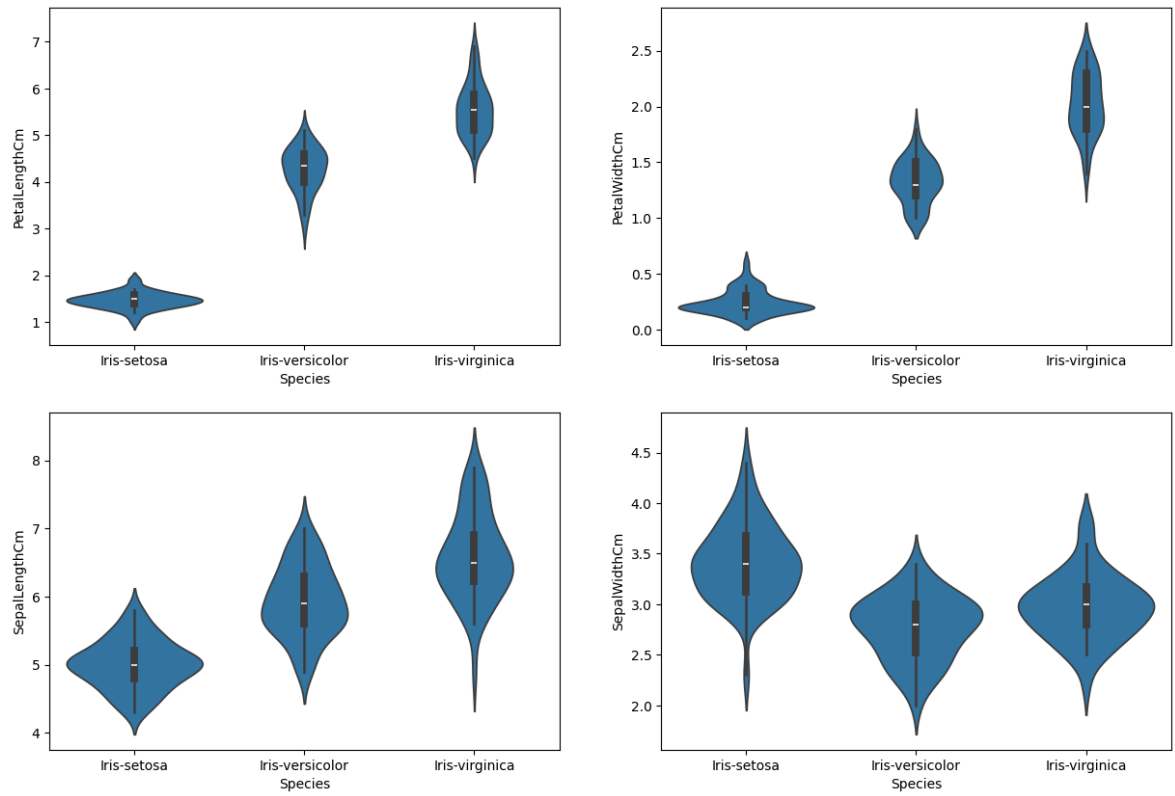 PetalLengthCm
7
6
5
4
3
2
1
Iris-setosa Iris-versicolor Iris-virginica
Species
PetalWidthCm
2.5
2.0
1.5
1.0
0.5
0.0
Iris-setosa Iris-versicolor Iris-virginica
Species
SepalLengthCm
8
7
6
5
4
Iris-setosa Iris-versicolor Iris-virginica
Species
SepalWidthCm
4.5
4.0
3.5
3.0
2.5
2.0
Iris-setosa Iris-versicolor Iris-virginica
Species